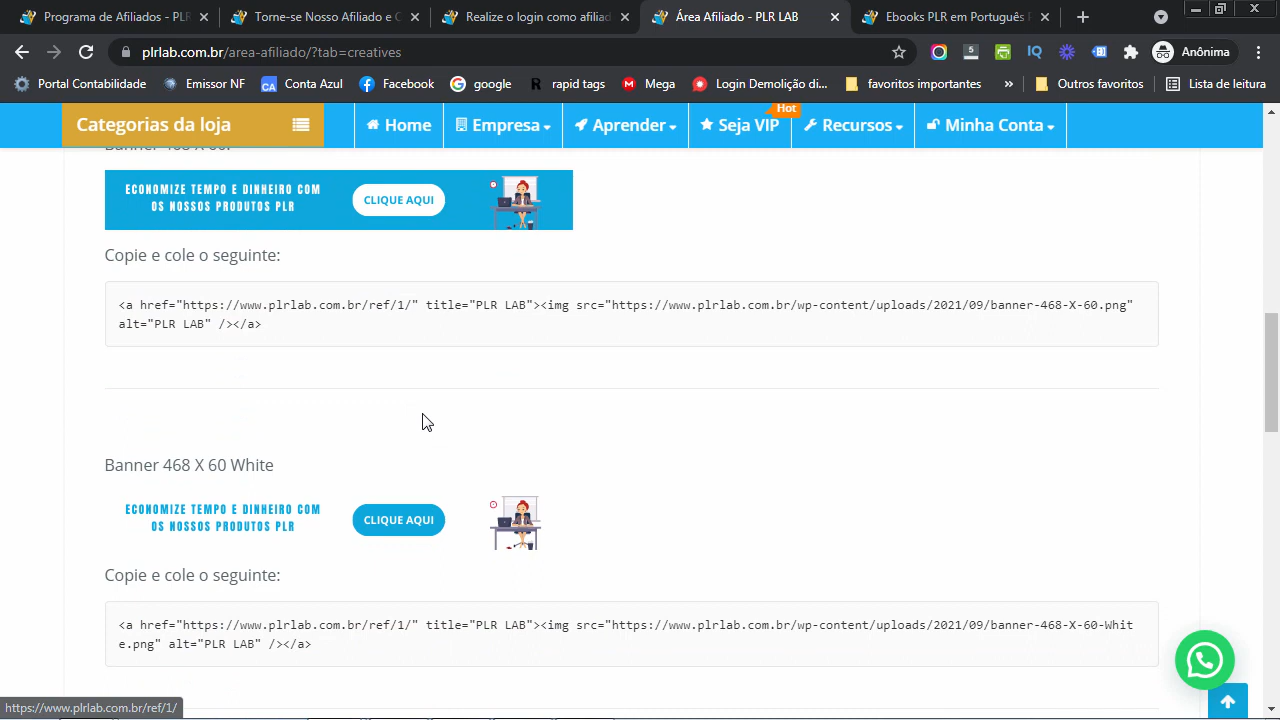 Programa de Afiliados - PLR
Torne-se Nosso Afiliado e C
Realize o login como afiliad
Área Afiliado - PLR LAB
Ebooks PLR em Português
plrlab.com.br/area-afiliado/?tab=creatives
5
IQ
Anônima
Portal Contabilidade
Emissor NF
CA Conta Azul
Facebook
google
R rapid tags
M Mega
Login Demolição di...
favoritos importantes
»
Outros favoritos
Lista de leitura
Categorias da loja
Home
Empresa
Aprender
Seja VIP
Hot
Recursos
Minha Conta
Banner 468 X 60.
ECONOMIZE TEMPO E DINHEIRO COM
OS NOSSOS PRODUTOS PLR
CLIQUE AQUI
Copie e cole o seguinte:
<a href="https://www.plrlab.com.br/ref/1/" title="PLR LAB"><img src="https://www.plrlab.com.br/wp-content/uploads/2021/09/banner-468-X-60.png"
alt="PLR LAB" /></a>
Banner 468 X 60 White
ECONOMIZE TEMPO E DINHEIRO COM
OS NOSSOS PRODUTOS PLR
CLIQUE AQUI
Copie e cole o seguinte:
<a href="https://www.plrlab.com.br/ref/1/" title="PLR LAB"><img src="https://www.plrlab.com.br/wp-content/uploads/2021/09/banner-468-X-60-Whit
e.png" alt="PLR LAB" /></a>
https://www.plrlab.com.br/ref/1/